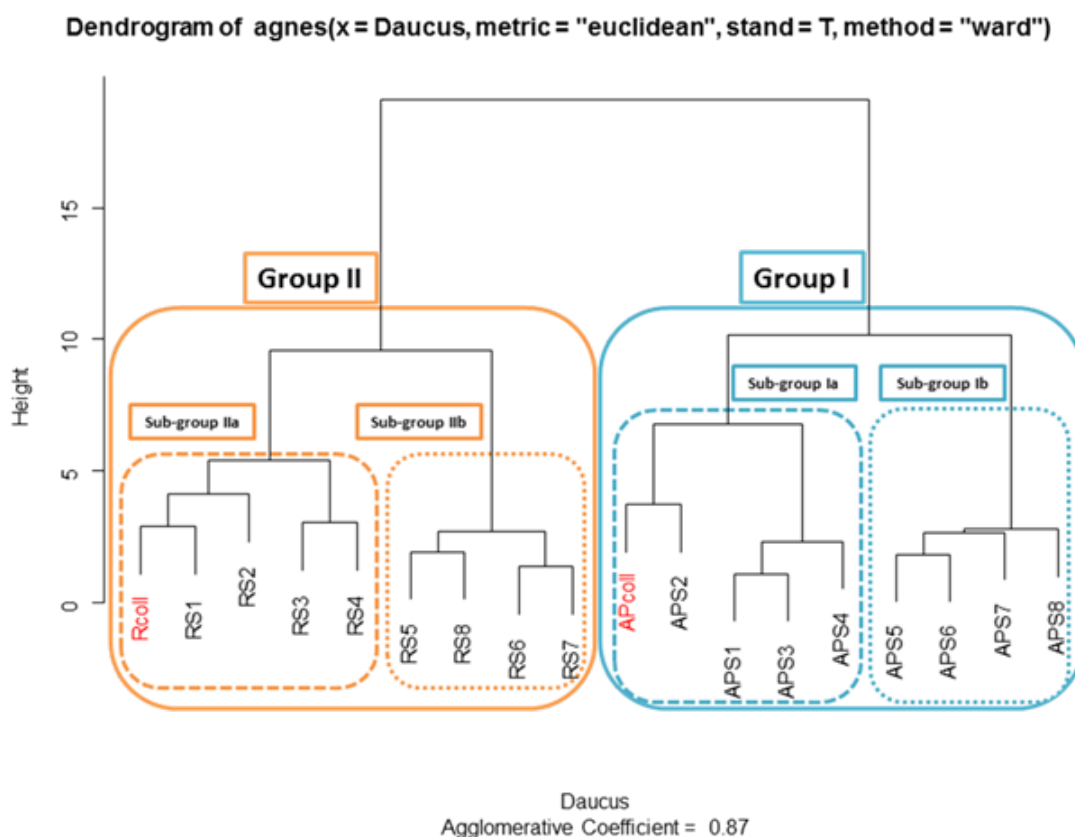 Dendrogram of agnes(x = Daucus, metric = "euclidean", stand = T, method = "ward")
Height
15
10
5
0
Group II
Group I
Sub-group IIa
Sub-group IIb
Sub-group Ia
Sub-group Ib
Rcoll
RS1
RS2
RS3
RS4
RS5
RS8
RS6
RS7
APcoll
APS2
APS1
APS3
APS4
APS5
APS6
APS7
APS8
Daucus
Agglomerative Coefficient = 0.87